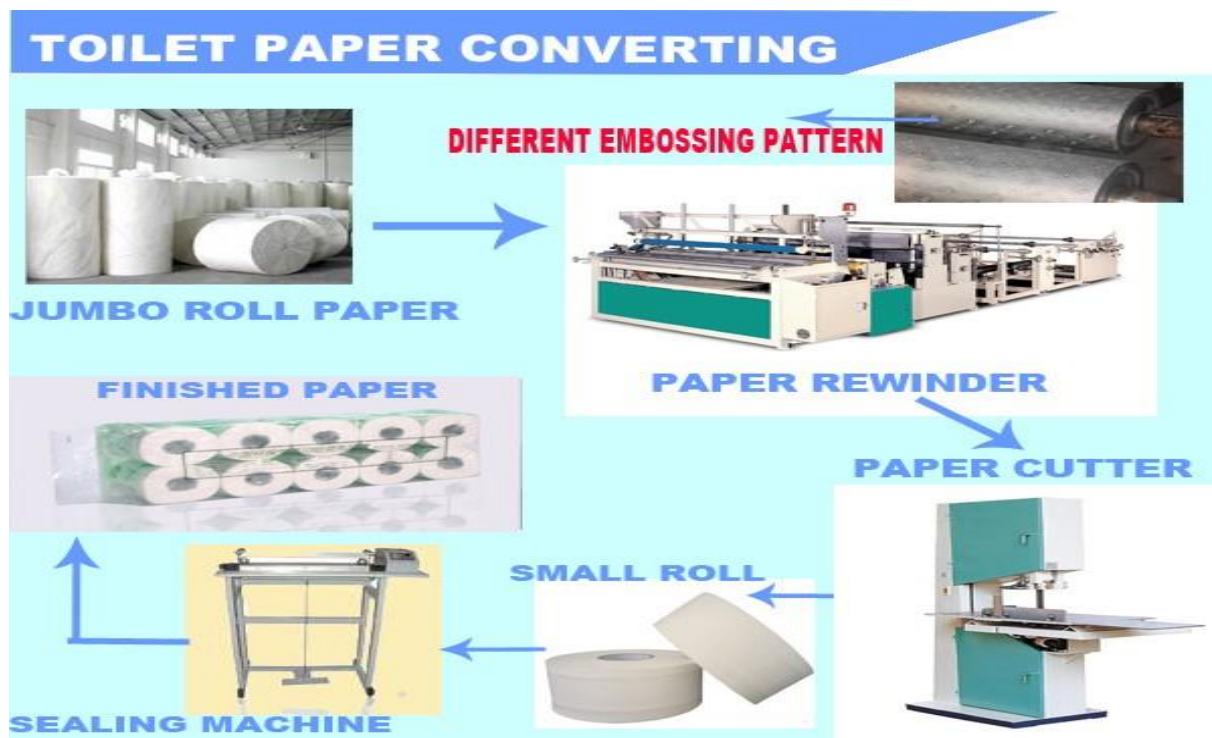 TOILET PAPER CONVERTING
DIFFERENT EMBOSSING PATTERN
JUMBO ROLL PAPER
PAPER REWINDER
FINISHED PAPER
PAPER CUTTER
SMALL ROLL
SEALING MACHINE